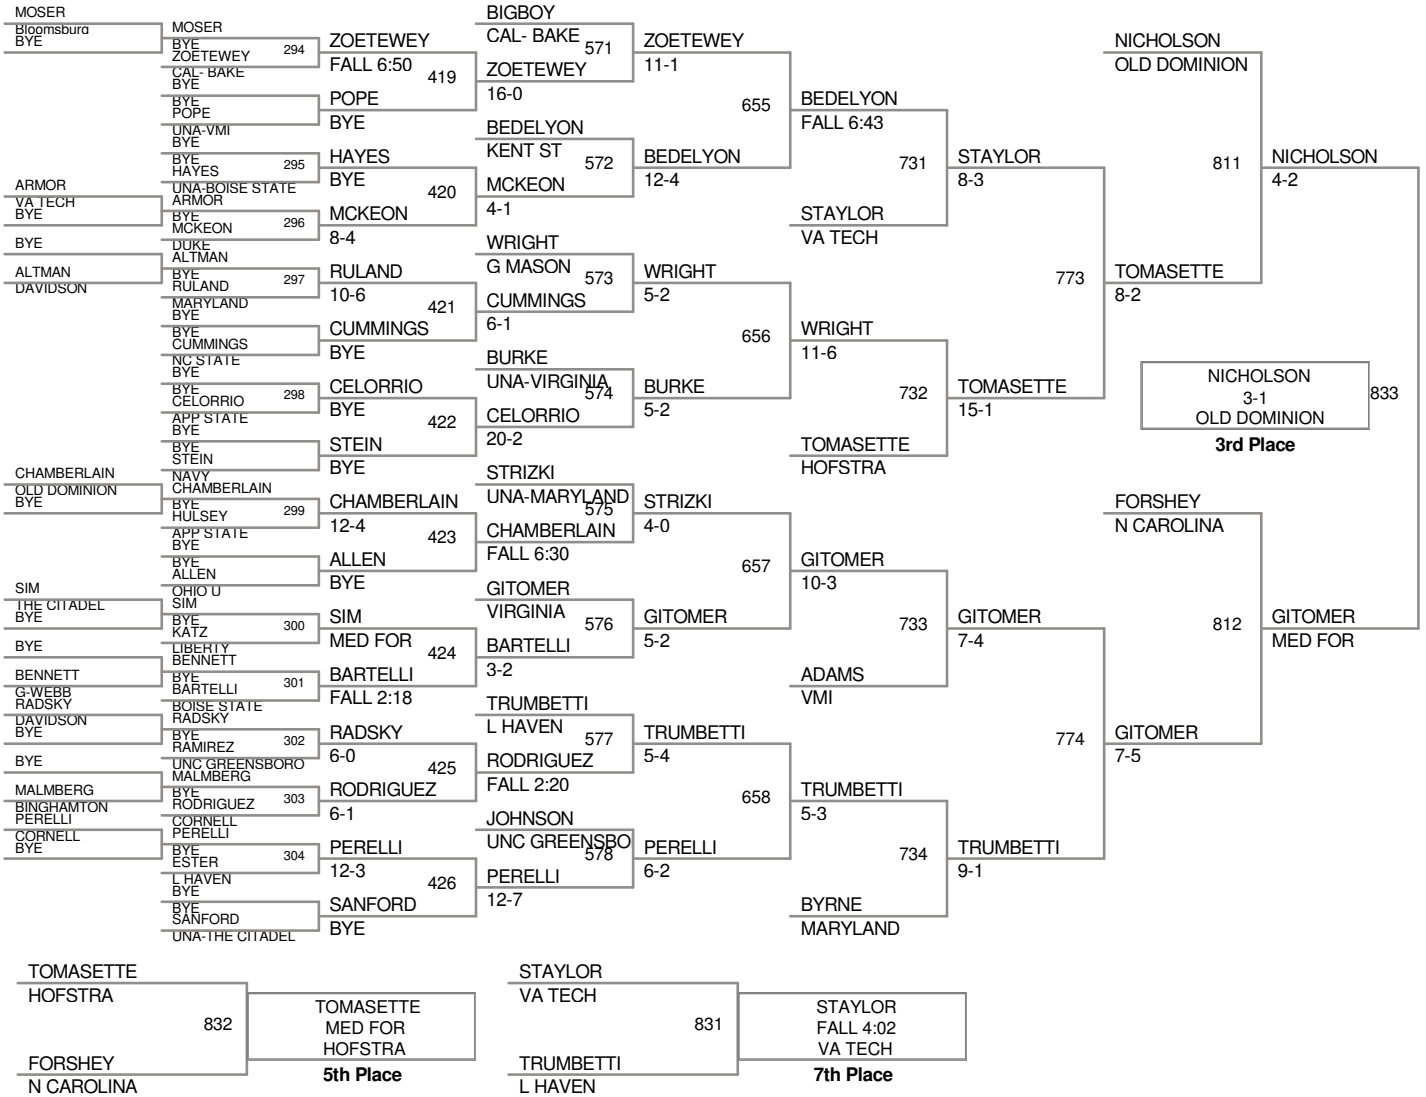 MOSER
Bloomsburg
BYE
ARMOR
VA TECH
BYE
BYE
ALTMAN
DAVIDSON
CHAMBERLAIN
OLD DOMINION
BYE
SIM
THE CITADEL
BYE
BYE
BENNETT
G-WEBB
RADSKY
DAVIDSON
BYE
BYE
MALMBERG
BINGHAMTON
PERELLI
CORNELL
BYE
MOSER
BYE
294
ZOETEWEY
CAL- BAKE
BYE
BYE
POPE
UNA-VMI
BYE
BYE
295
HAYES
UNA-BOISE STATE
ARMOR
BYE
296
MCKEON
DUKE
ALTMAN
BYE
297
RULAND
MARYLAND
BYE
BYE
CUMMINGS
NC STATE
BYE
BYE
298
CELORRIO
APP STATE
BYE
BYE
STEIN
NAVY
CHAMBERLAIN
BYE
299
HULSEY
APP STATE
BYE
BYE
ALLEN
OHIO U
SIM
BYE
300
KATZ
LIBERTY
BENNETT
BYE
301
BARTELLI
BOISE STATE
RADSKY
BYE
302
RAMIREZ
UNC GREENSBORO
MALMBERG
BYE
303
RODRIGUEZ
CORNELL
PERELLI
BYE
304
ESTER
L HAVEN
BYE
BYE
SANFORD
UNA-THE CITADEL
ZOETEWEY
FALL 6:50
419
POPE
BYE
HAYES
BYE
420
MCKEON
8-4
RULAND
10-6
421
CUMMINGS
BYE
CELORRIO
BYE
422
STEIN
BYE
CHAMBERLAIN
12-4
423
ALLEN
BYE
SIM
MED FOR
424
BARTELLI
FALL 2:18
RADSKY
6-0
425
RODRIGUEZ
6-1
PERELLI
12-3
426
SANFORD
BYE
BIGBOY
CAL- BAKE
571
ZOETEWEY
16-0
BEDELYON
KENT ST
572
MCKEON
4-1
WRIGHT
G MASON
573
CUMMINGS
6-1
BURKE
UNA-VIRGINIA
574
CELORRIO
20-2
STRIZKI
UNA-MARYLAND
575
CHAMBERLAIN
FALL 6:30
GITOMER
VIRGINIA
576
BARTELLI
3-2
TRUMBETTI
L HAVEN
577
RODRIGUEZ
FALL 2:20
JOHNSON
UNC GREENSBO
578
PERELLI
12-7
ZOETEWEY
11-1
655
BEDELYON
12-4
WRIGHT
5-2
656
BURKE
5-2
STRIZKI
4-0
657
GITOMER
5-2
TRUMBETTI
5-4
658
PERELLI
6-2
BEDELYON
FALL 6:43
731
STAYLOR
VA TECH
WRIGHT
11-6
732
TOMASETTE
HOFSTRA
GITOMER
10-3
733
ADAMS
VMI
TRUMBETTI
5-3
734
BYRNE
MARYLAND
STAYLOR
8-3
773
TOMASETTE
15-1
GITOMER
7-4
774
TRUMBETTI
9-1
NICHOLSON
OLD DOMINION
811
TOMASETTE
8-2
FORSHEY
N CAROLINA
812
GITOMER
7-5
NICHOLSON
4-2
GITOMER
MED FOR
NICHOLSON
3-1
OLD DOMINION
833
3rd Place
TOMASETTE
HOFSTRA
832
FORSHEY
N CAROLINA
TOMASETTE
MED FOR
HOFSTRA
5th Place
STAYLOR
VA TECH
831
TRUMBETTI
L HAVEN
STAYLOR
FALL 4:02
VA TECH
7th Place